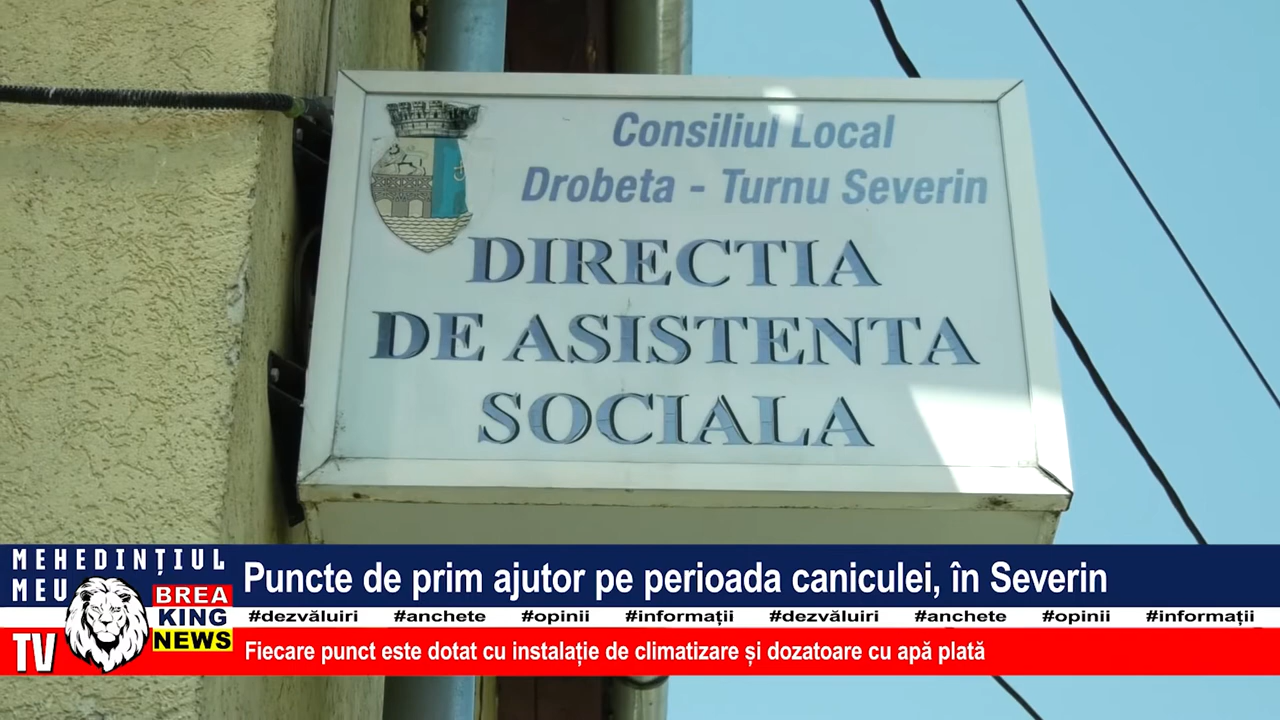 Consiliul Local
Drobeta - Turnu Severin
DIRECTIA
DE ASISTENTA
SOCIALA
MEHEDINȚIUL
MEU
TV
BREA
KING
NEWS
Puncte de prim ajutor pe perioada caniculei, în Severin
#dezvăluiri #anchete #opinii #informații #dezvăluiri #anchete #opinii #informații
Fiecare punct este dotat cu instalație de climatizare și dozatoare cu apă plată